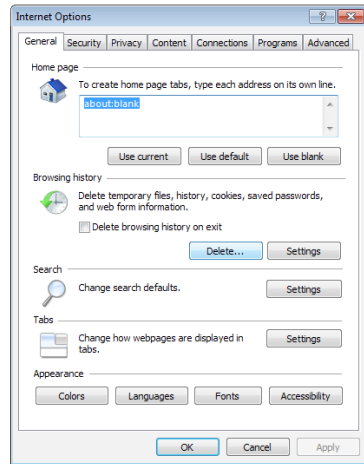 Internet Options
General Security Privacy Content Connections Programs Advanced
Home page
To create home page tabs, type each address on its own line.
about:blank
Use current Use default Use blank
Browsing history
Delete temporary files, history, cookies, saved passwords,
and web form information.
Delete browsing history on exit
Delete... Settings
Search
Change search defaults. Settings
Tabs
Change how webpages are displayed in
tabs.
Settings
Appearance
Colors Languages Fonts Accessibility
OK Cancel Apply